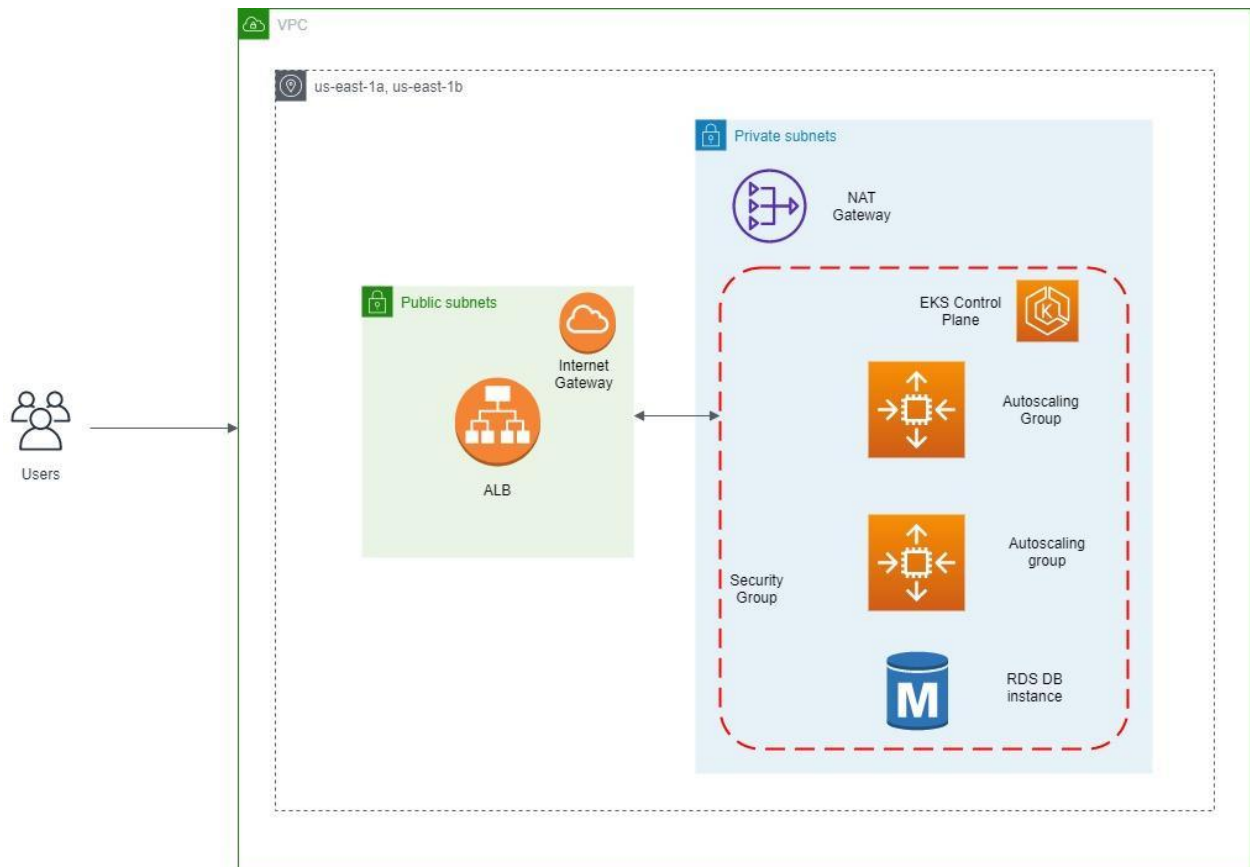 VPC
us-east-1a, us-east-1b
Private subnets
NAT
Gateway
Public subnets
Internet
Gateway
ALB
Users
EKS Control
Plane
K
Autoscaling
Group
Autoscaling
group
Security
Group
RDS DB
instance
M